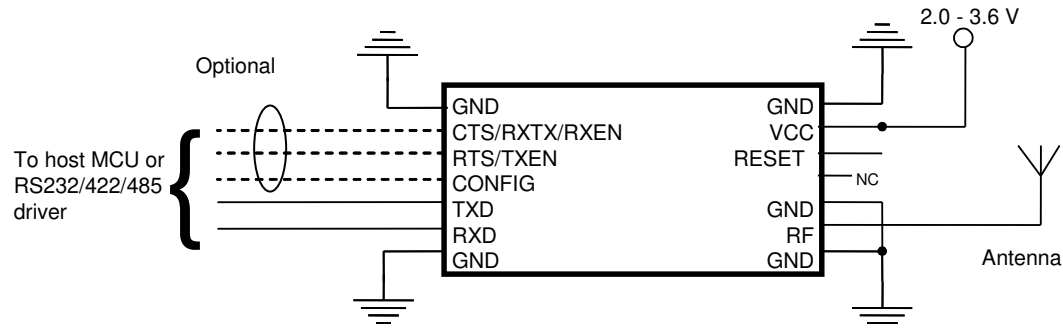 2.0 - 3.6 V
Optional
To host MCU or
RS232/422/485
driver
GND
CTS/RXTX/RXEN
RTS/TXEN
CONFIG
TXD
RXD
GND
GND
VCC
RESET
NC
GND
RF
GND
Antenna